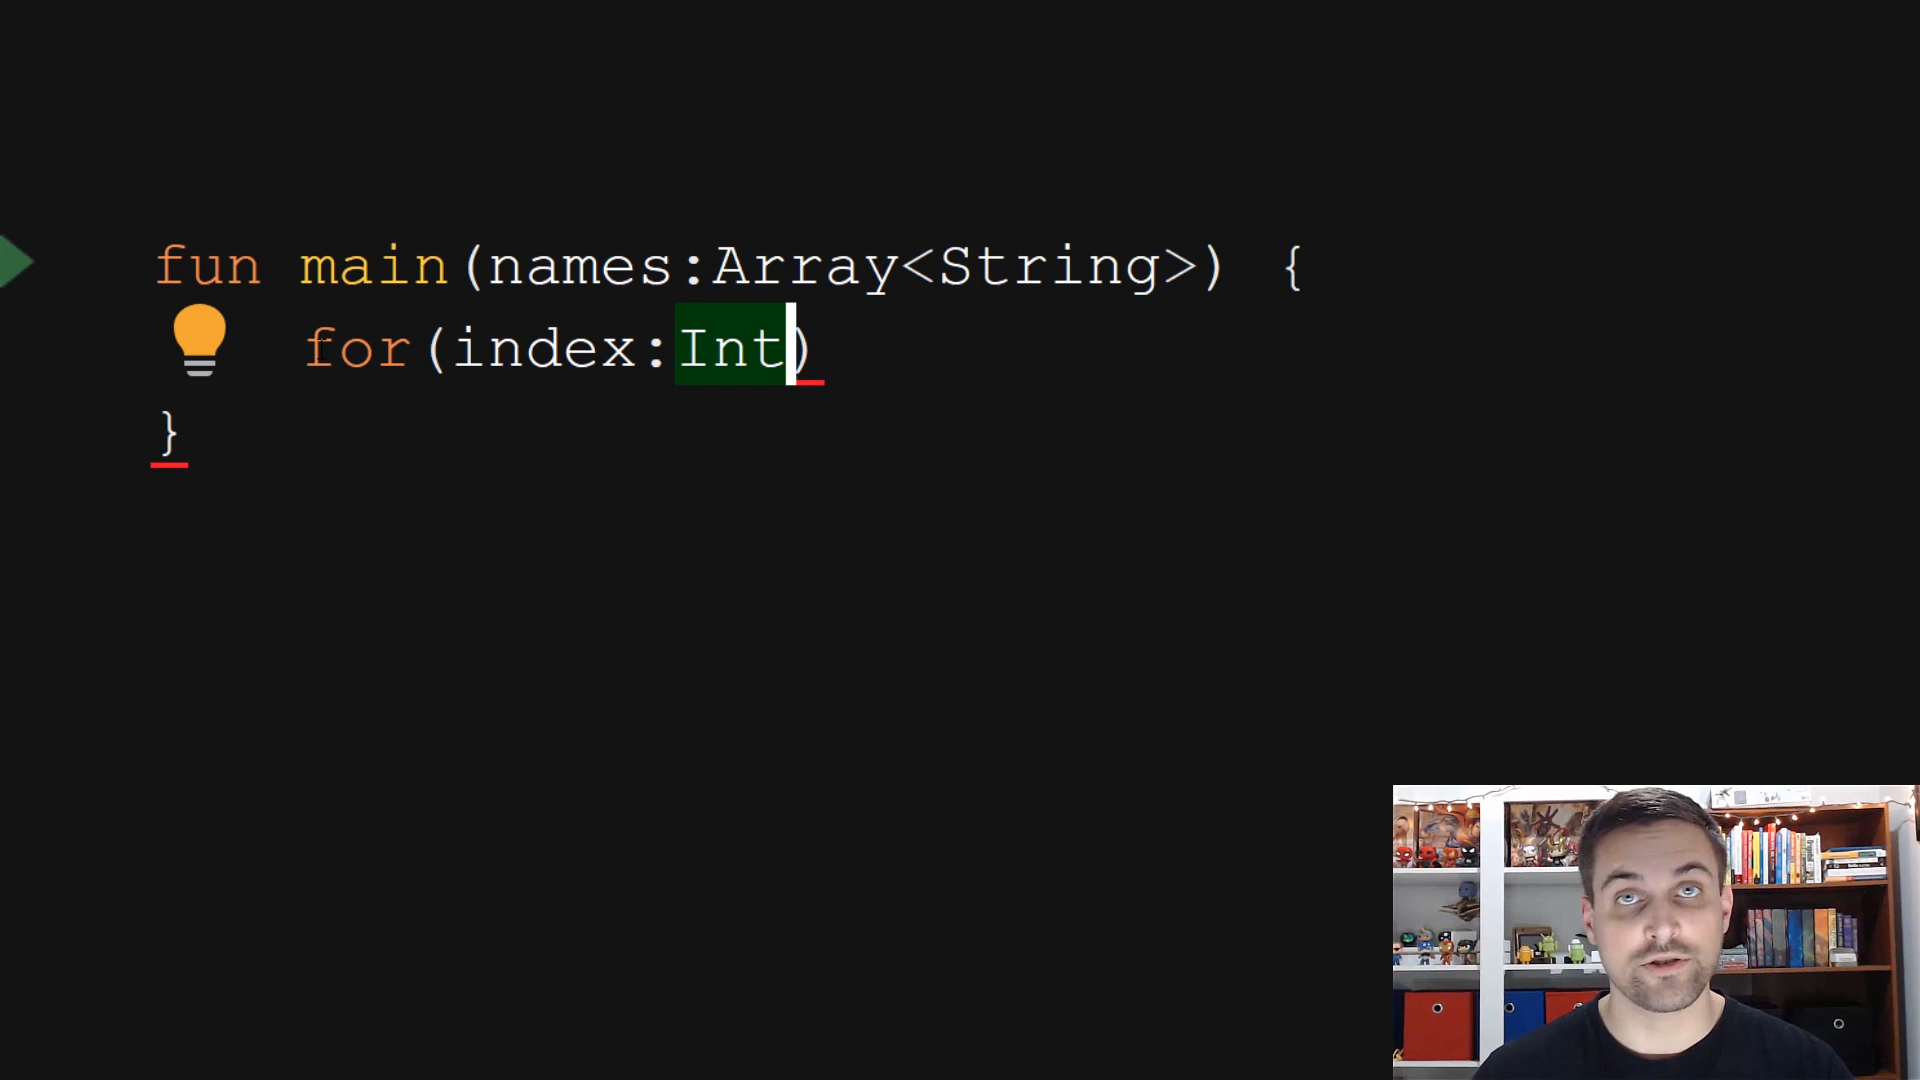 fun main(names:Array<String>) {
for(index:Int)
}